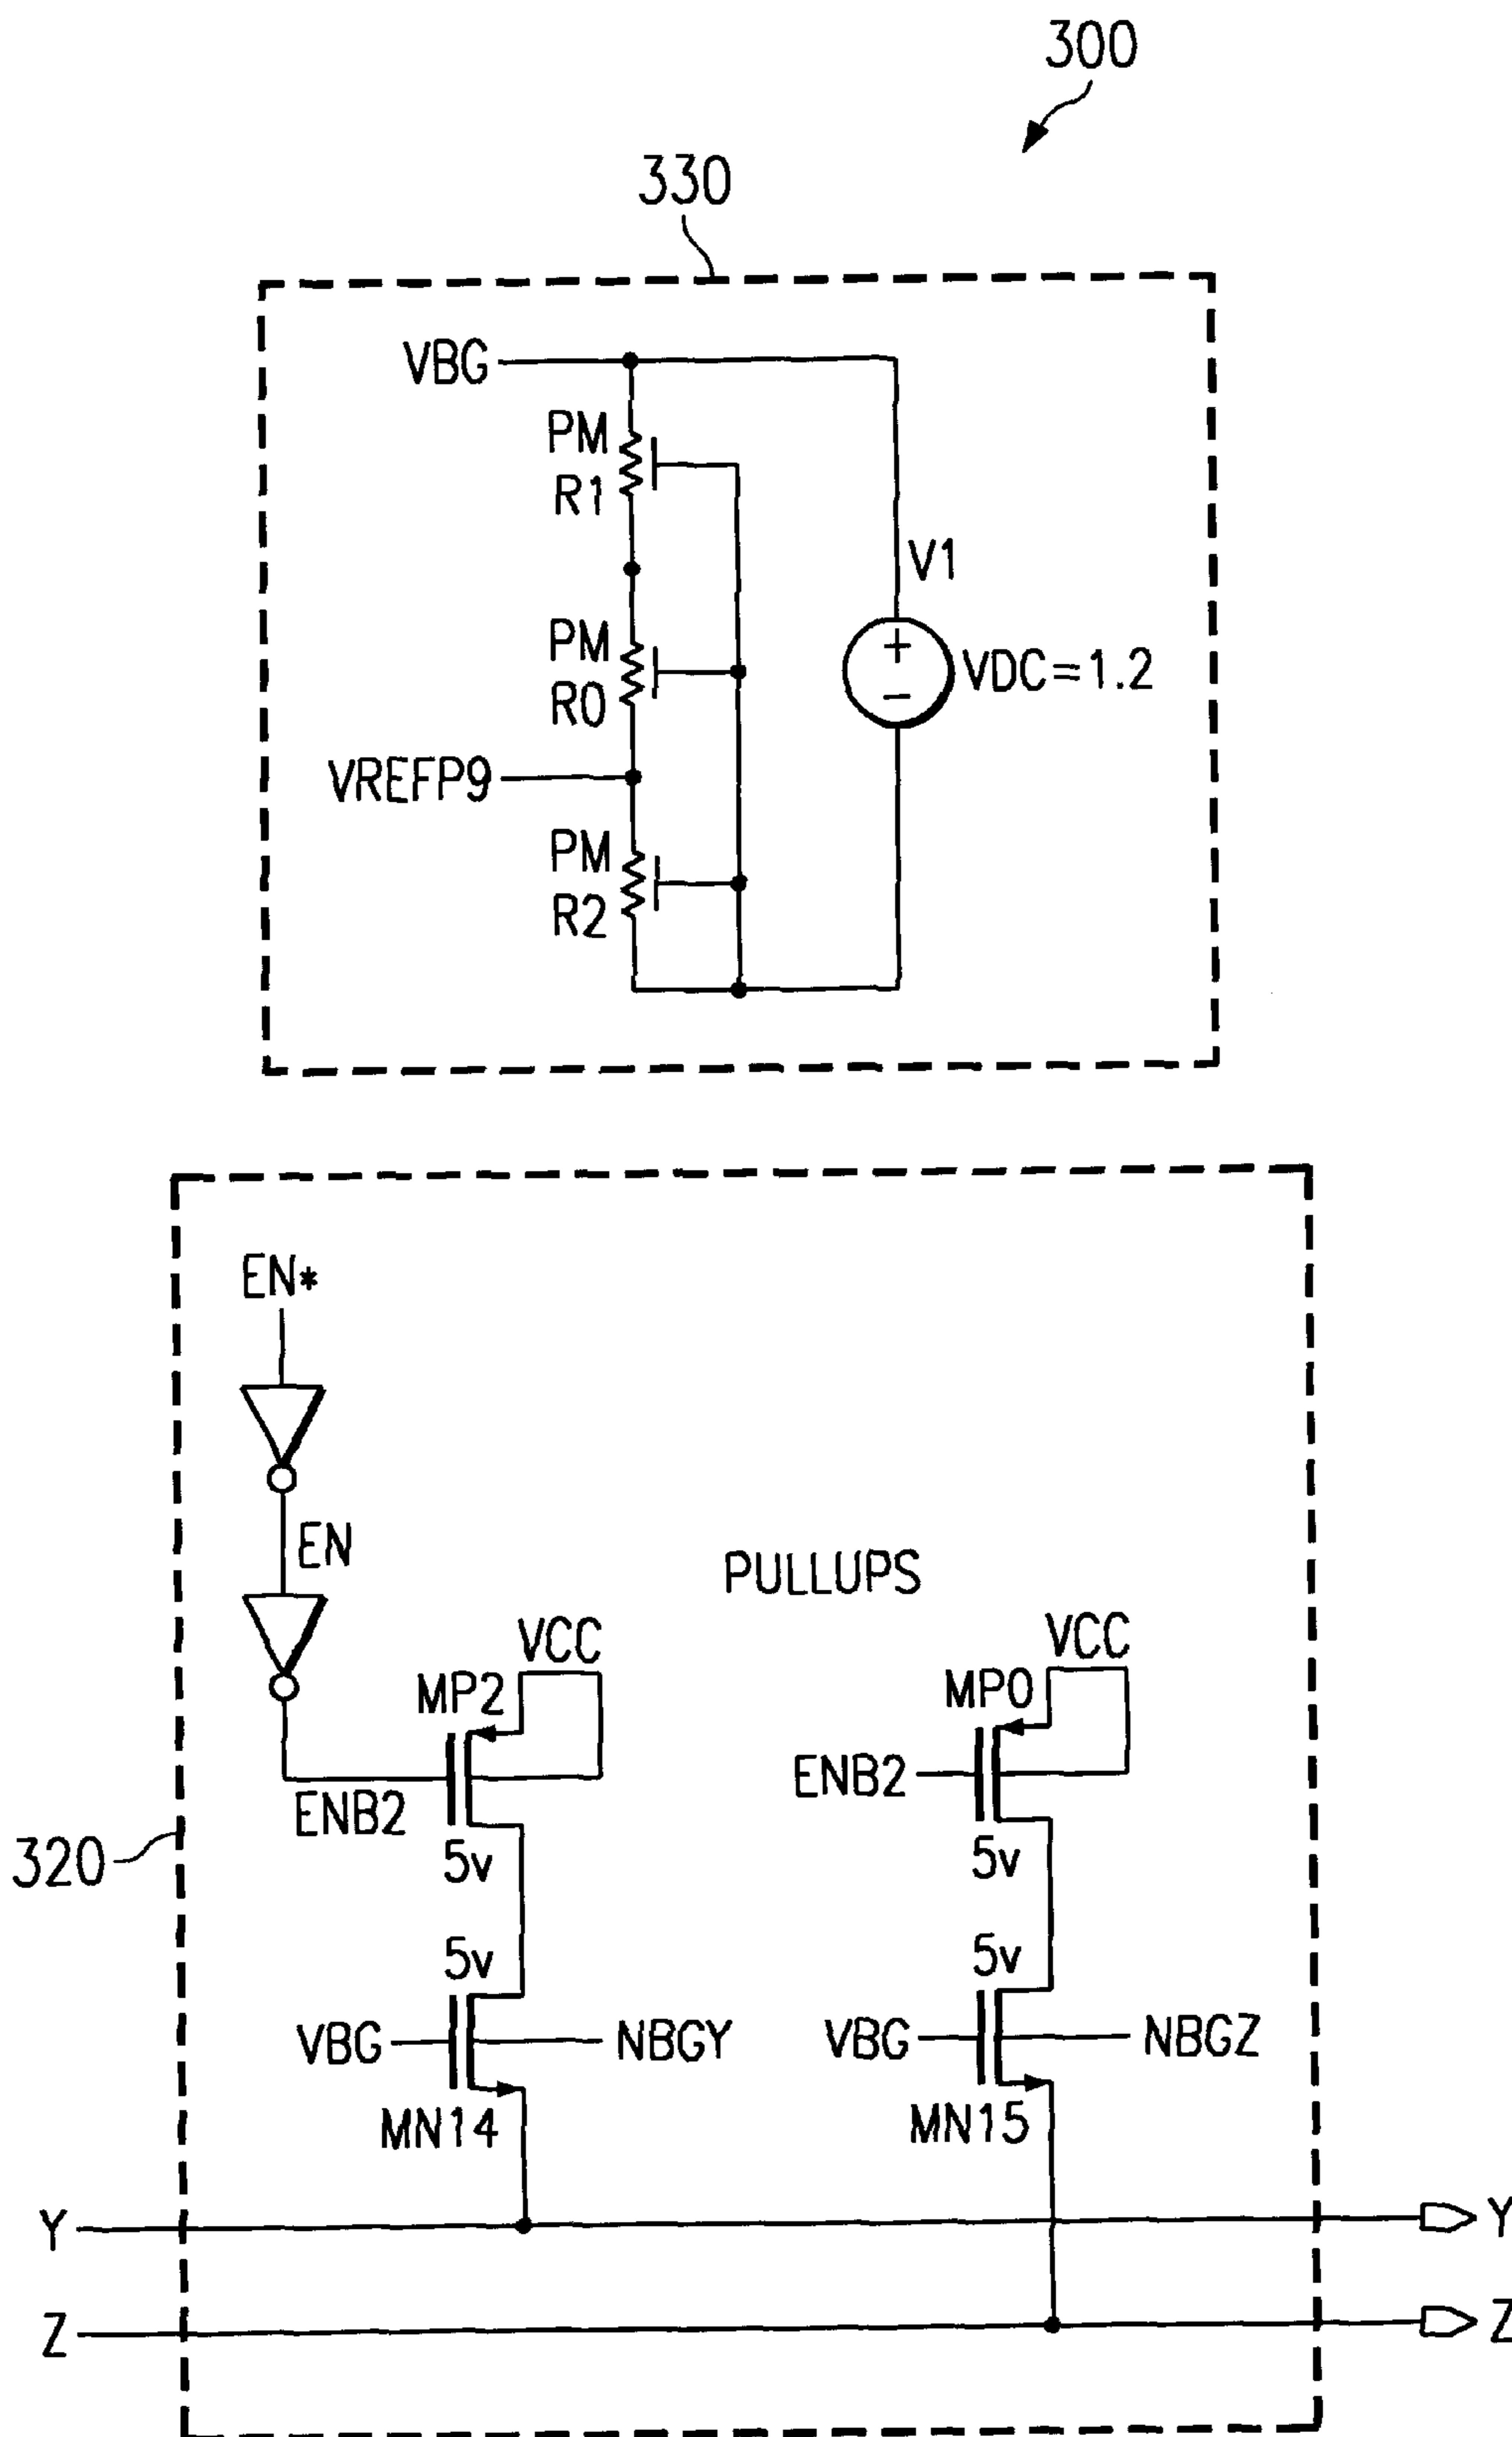 300
330
VBG
PM
R1
V1
PM
R0
VDC=1.2
VREFP9
PM
R2
EN*
EN
PULLUPS
VCC
VCC
MP2
MP0
ENB2
ENB2
320
5v
5v
5v
5v
VBG
NBGY
VBG
NBGZ
MN14
MN15
Y
Y
Z
Z